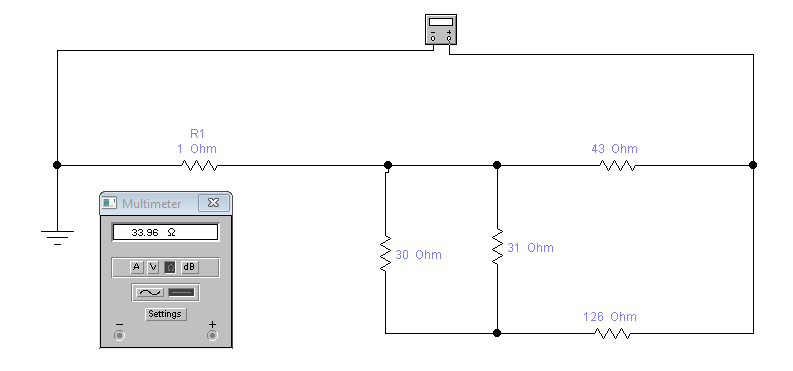 R1
1 Ohm
43 Ohm
Multimeter
33.96 Ω
A V Ω dB
30 Ohm
31 Ohm
Settings
126 Ohm
− +
− +